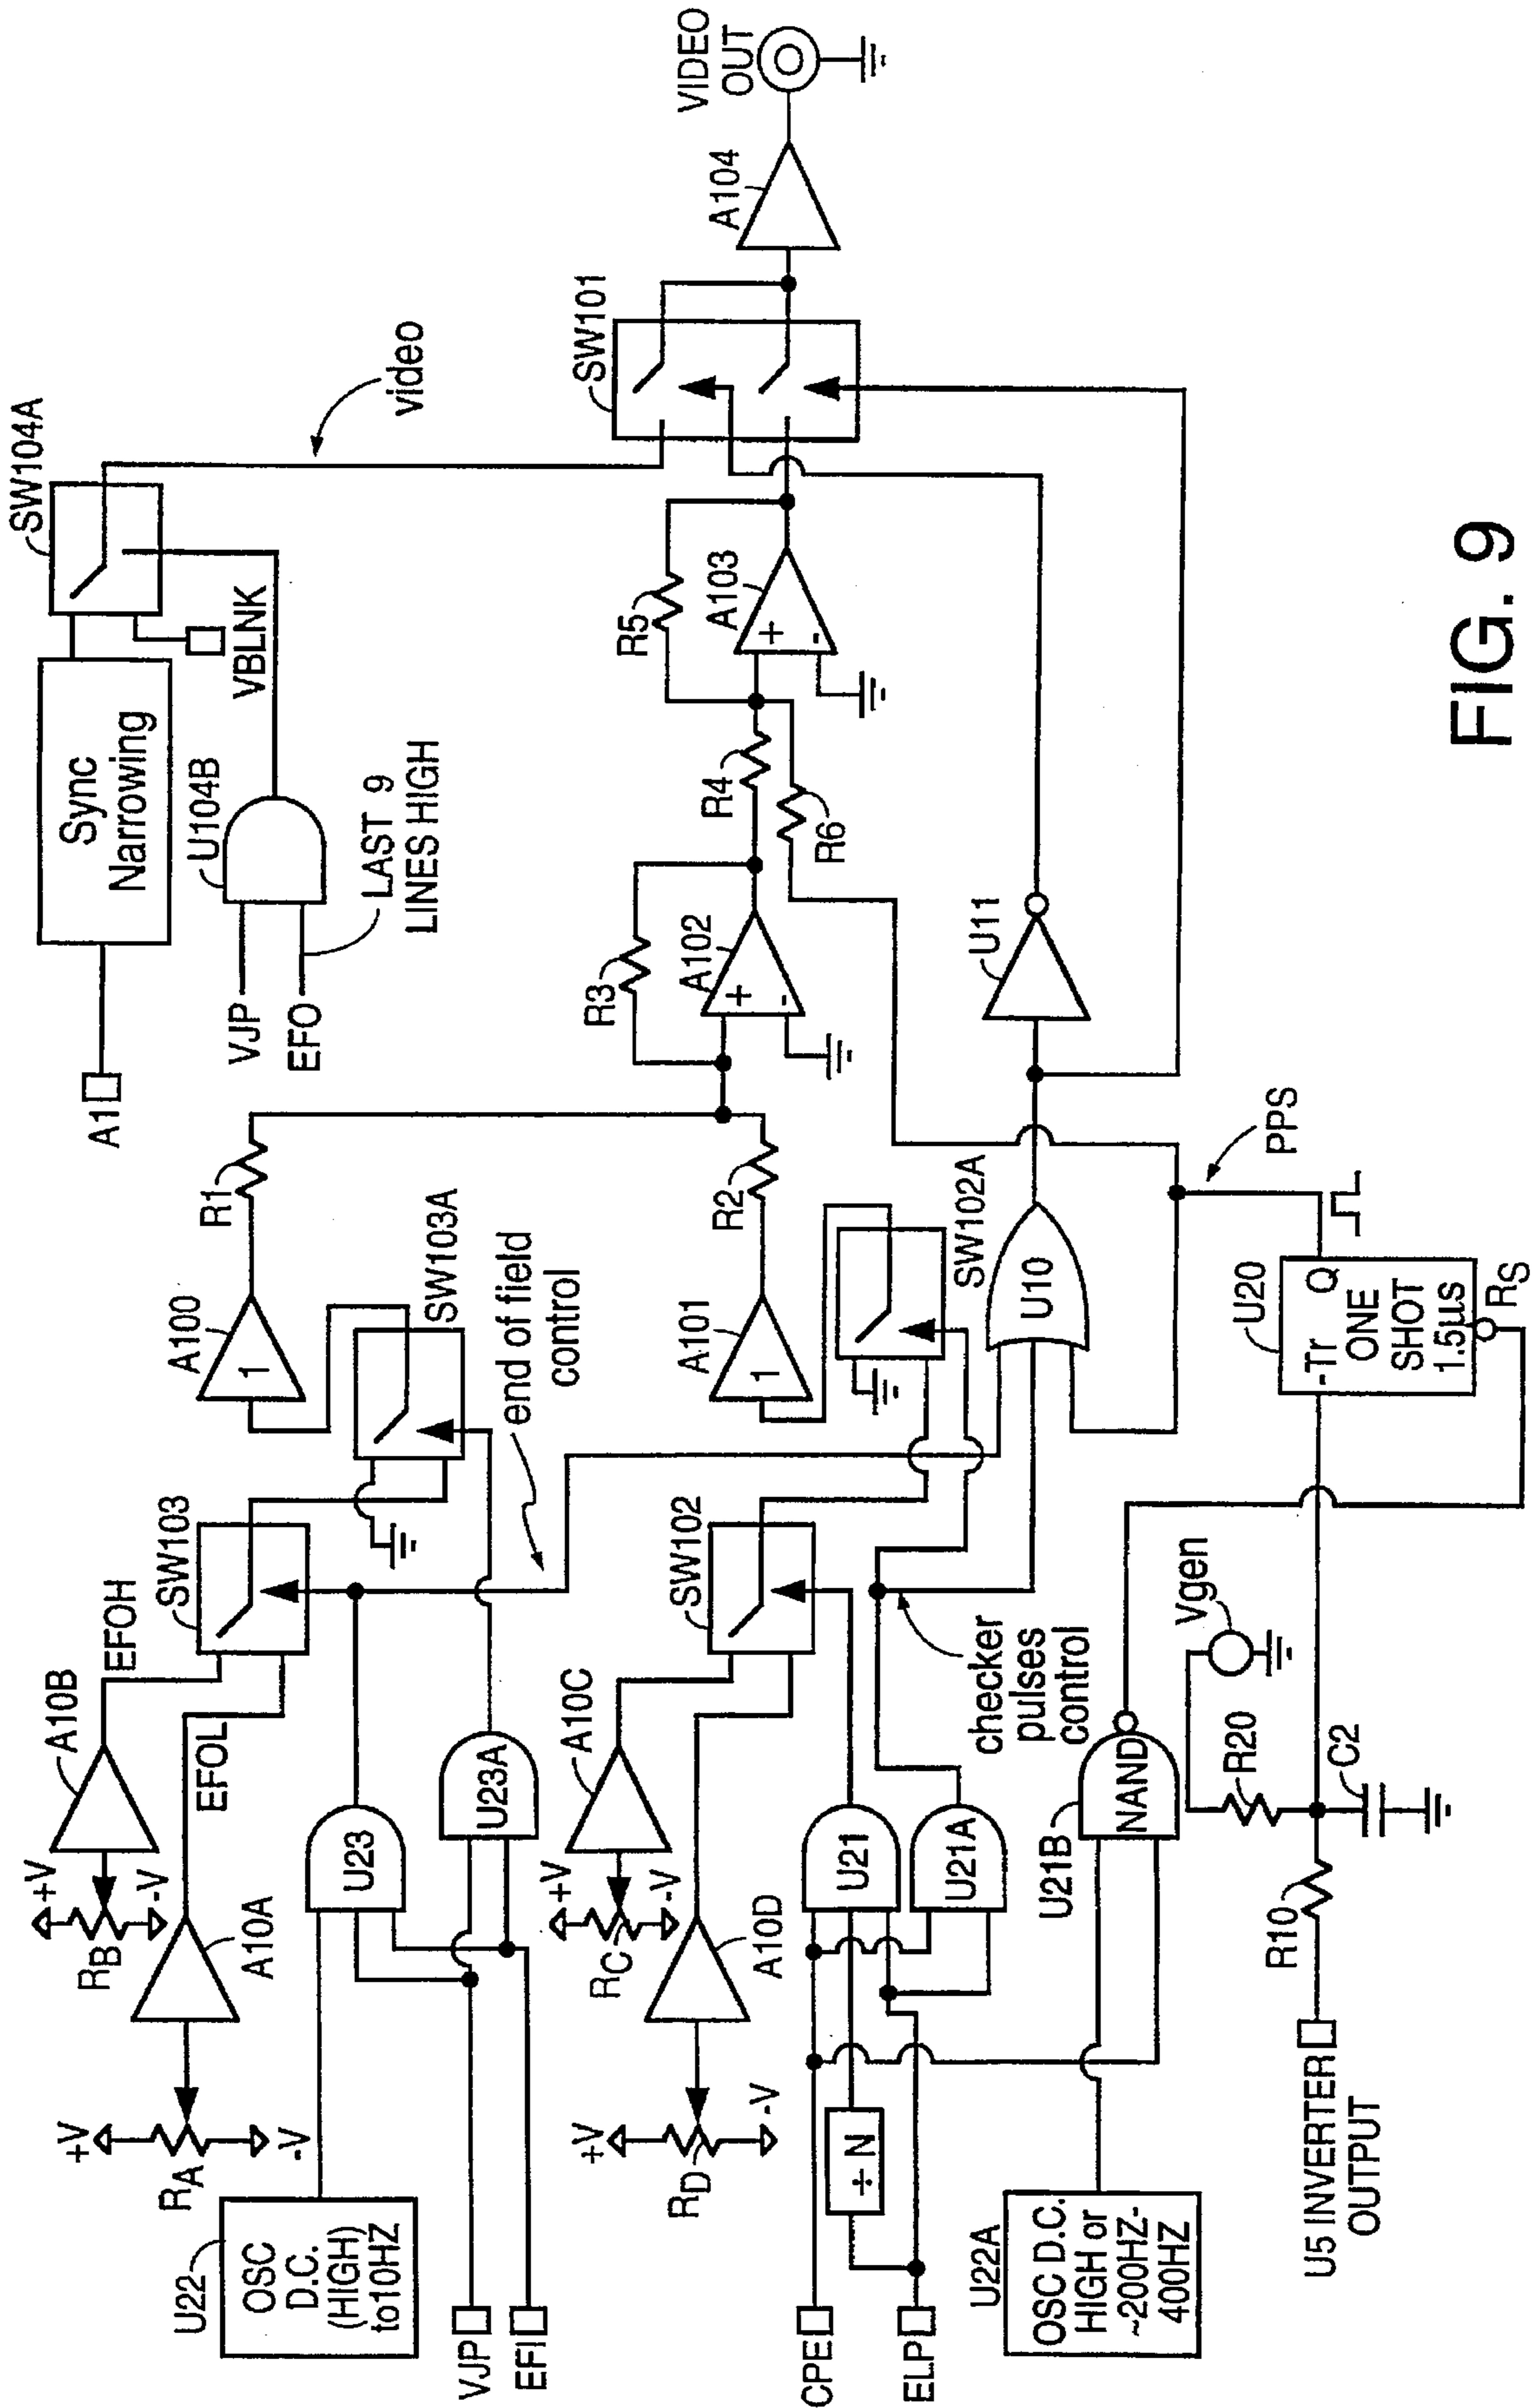 A1
Sync
Narrowing
SW104A
VBLNK
U104B
VJP
EFO
LAST 9
LINES HIGH
video
SW101
A104
VIDEO
OUT
+V
RA
-V
A10A
EFOL
+V
RB
-V
A10B
EFOH
SW103
SW103A
A100
1
R1
U22
OSC
D.C.
(HIGH)
to10HZ
VJP
EFI
U23
U23A
end of field
control
+V
RD
-V
A10D
+V
RC
-V
A10C
SW102
SW102A
A101
1
R2
R3
+
-
A102
R4
R5
R6
+
-
A103
CPE
ELP
÷ N
U21
U21A
checker
pulses
control
U10
U11
U22A
OSC D.C.
HIGH or
~200HZ-
400HZ
U21B
NAND
Vgen
R20
C2
R10
U5 INVERTER
OUTPUT
U20
-Tr
Q
ONE
SHOT
1.5µs
RS
PPS
FIG. 9